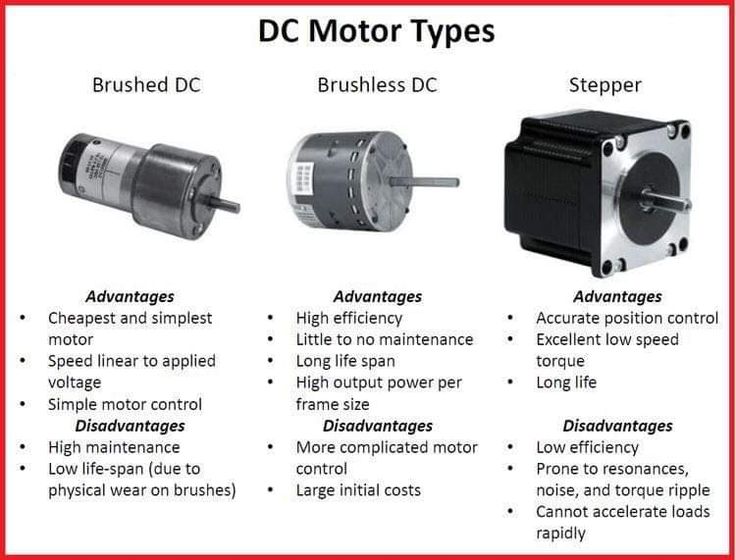 DC Motor Types
Brushed DC
Brushless DC
Stepper
Advantages
• Cheapest and simplest
motor
• Speed linear to applied
voltage
• Simple motor control
Disadvantages
• High maintenance
• Low life-span (due to
physical wear on brushes)
Advantages
• High efficiency
• Little to no maintenance
• Long life span
• High output power per
frame size
Disadvantages
• More complicated motor
control
• Large initial costs
Advantages
• Accurate position control
• Excellent low speed
torque
• Long life
Disadvantages
• Low efficiency
• Prone to resonances,
noise, and torque ripple
• Cannot accelerate loads
rapidly